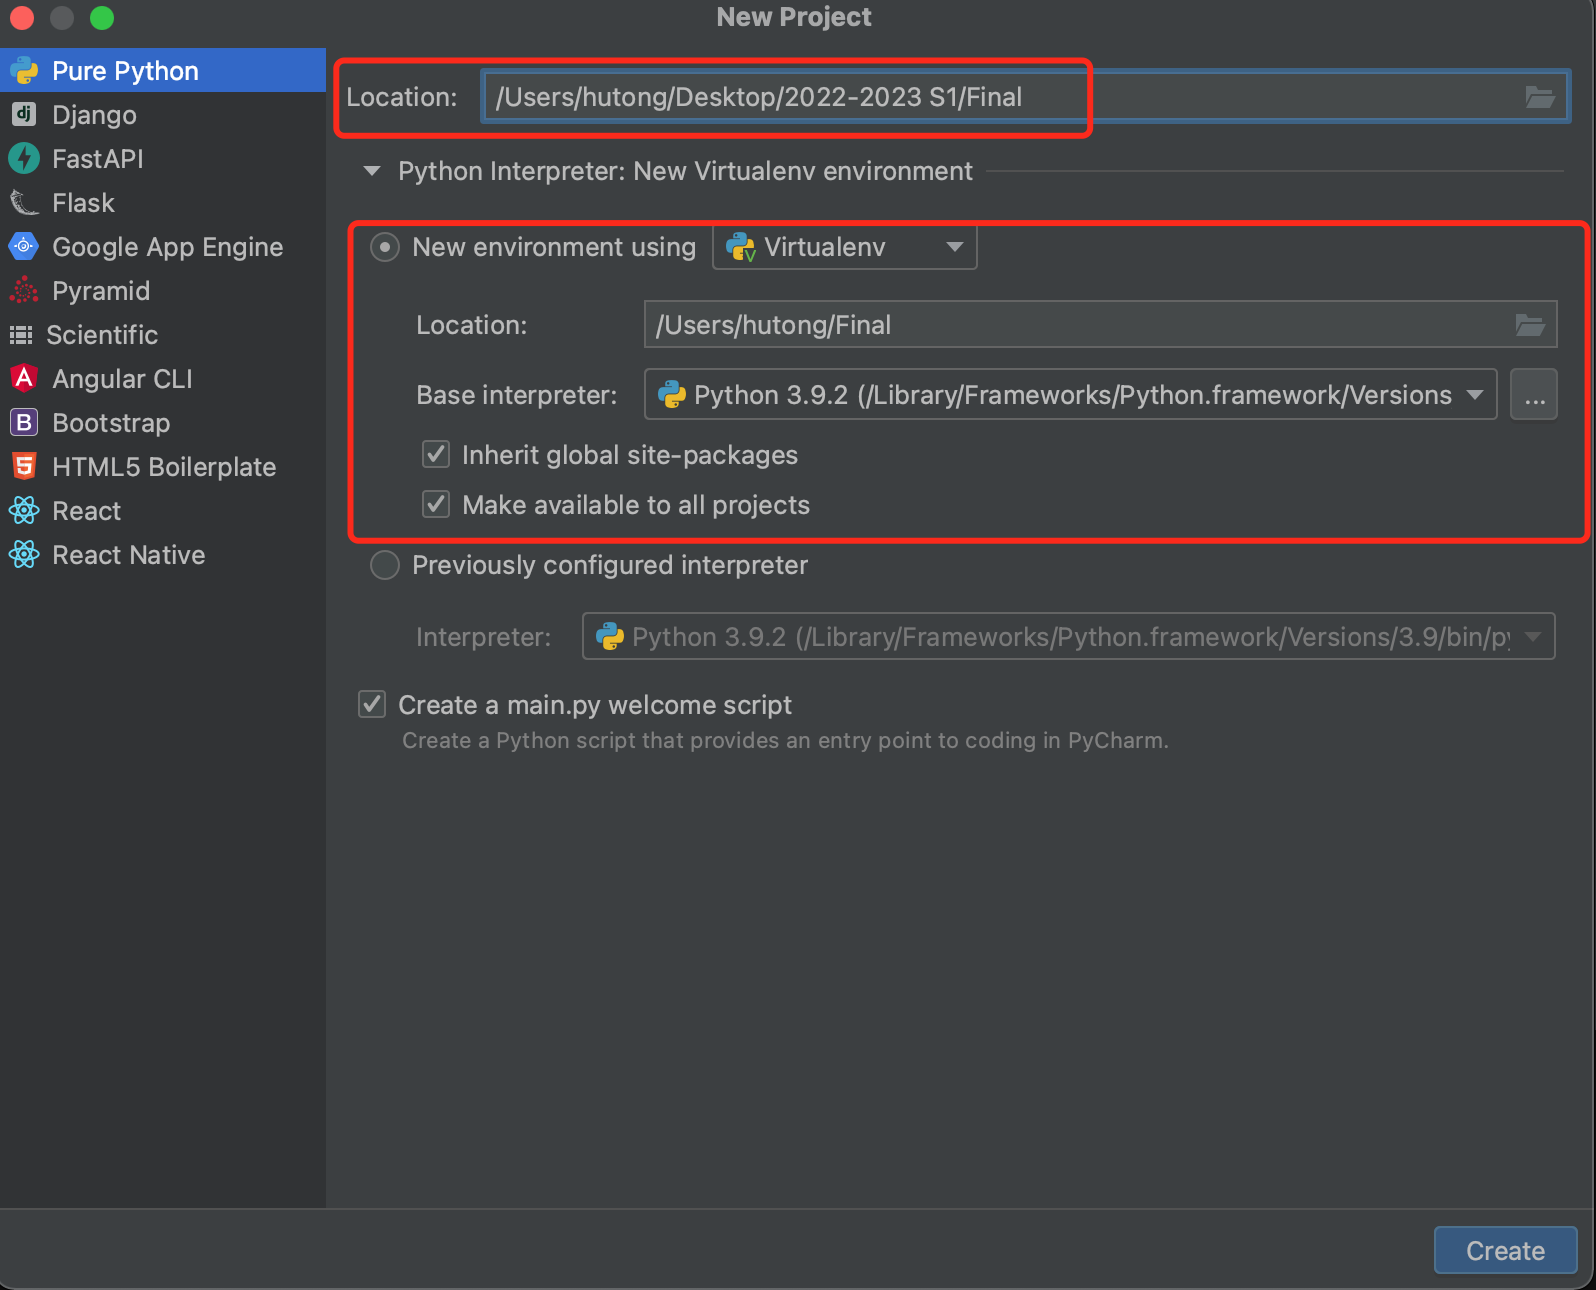 New Project
Pure Python
Django
FastAPI
Flask
Google App Engine
Pyramid
Scientific
Angular CLI
Bootstrap
HTML5 Boilerplate
React
React Native
Location: /Users/hutong/Desktop/2022-2023 S1/Final
Python Interpreter: New Virtualenv environment
New environment using Virtualenv
Location: /Users/hutong/Final
Base interpreter: Python 3.9.2 (/Library/Frameworks/Python.framework/Versions ...
Inherit global site-packages
Make available to all projects
Previously configured interpreter
Interpreter: Python 3.9.2 (/Library/Frameworks/Python.framework/Versions/3.9/bin/py
Create a main.py welcome script
Create a Python script that provides an entry point to coding in PyCharm.
Create